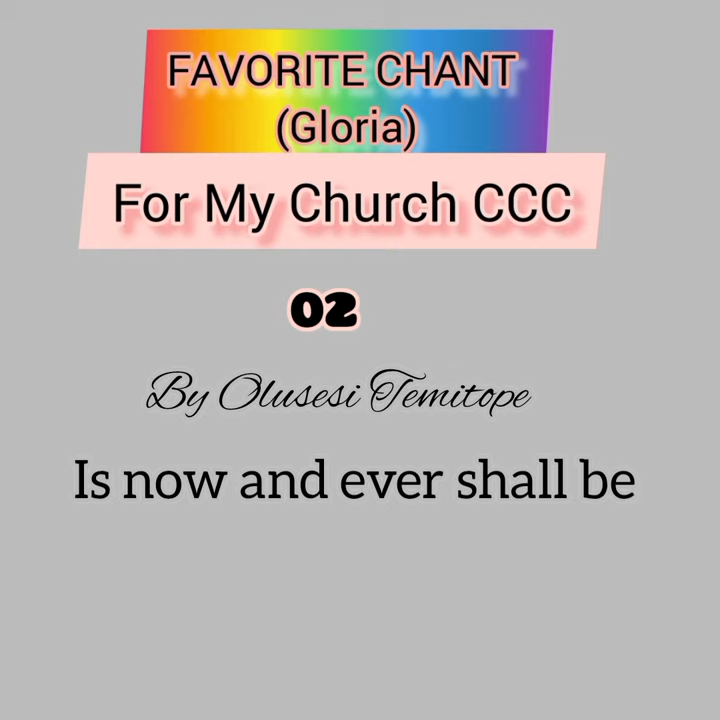 FAVORITE CHANT
(Gloria)
For My Church CCC
02
By Olusesi Temitope
Is now and ever shall be